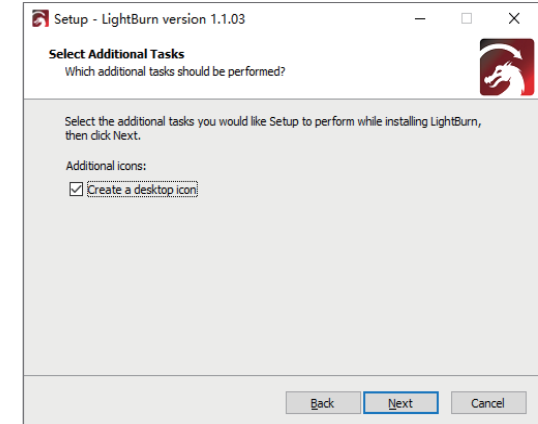 Setup - LightBurn version 1.1.03
Select Additional Tasks
Which additional tasks should be performed?
Select the additional tasks you would like Setup to perform while installing LightBurn,
then click Next.
Additional icons:
Create a desktop icon
Back Next Cancel